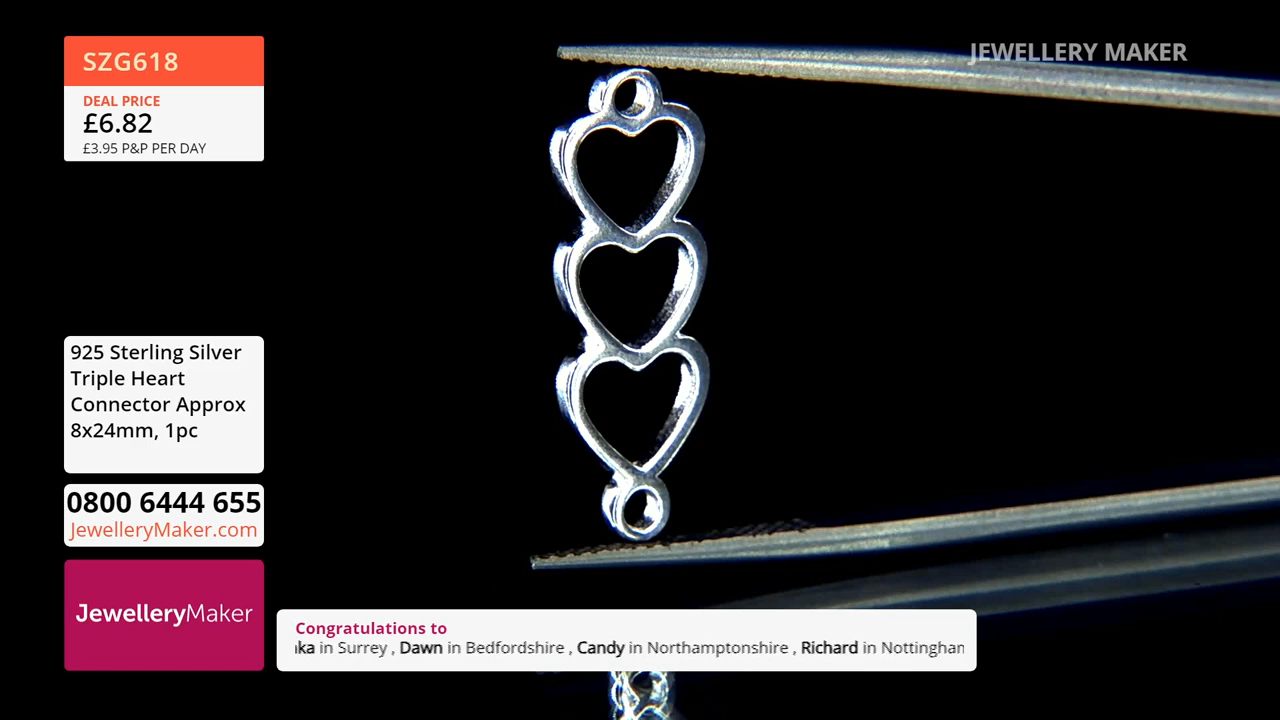 SZG618
DEAL PRICE
£6.82
£3.95 P&P PER DAY
JEWELLERY MAKER
925 Sterling Silver
Triple Heart
Connector Approx
8x24mm, 1pc
0800 6444 655
JewelleryMaker.com
JewelleryMaker
Congratulations to
in Surrey , Dawn in Bedfordshire , Candy in Northamptonshire , Richard in